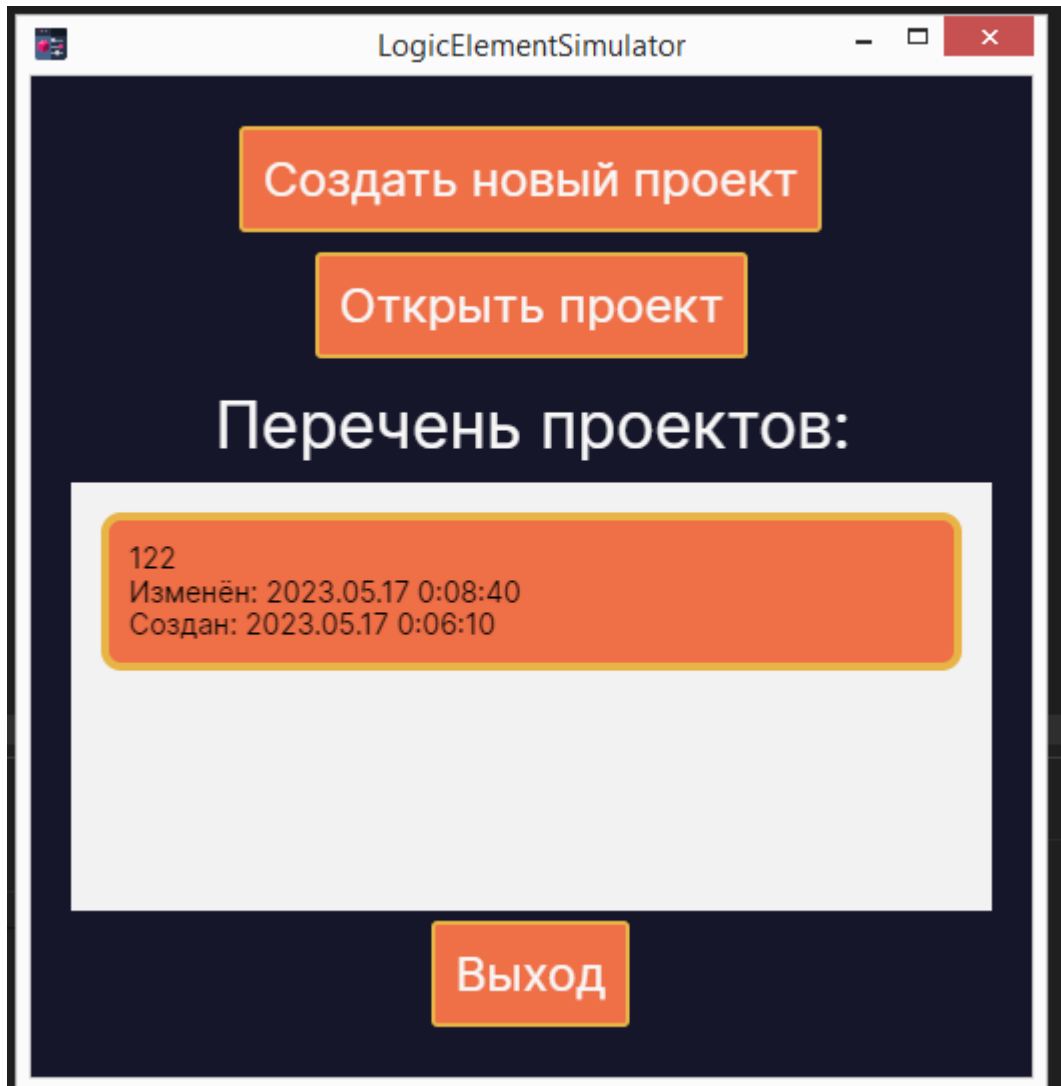 LogicElementSimulator
Создать новый проект
Открыть проект
Перечень проектов:
122
Изменён: 2023.05.17 0:08:40
Создан: 2023.05.17 0:06:10
Выход